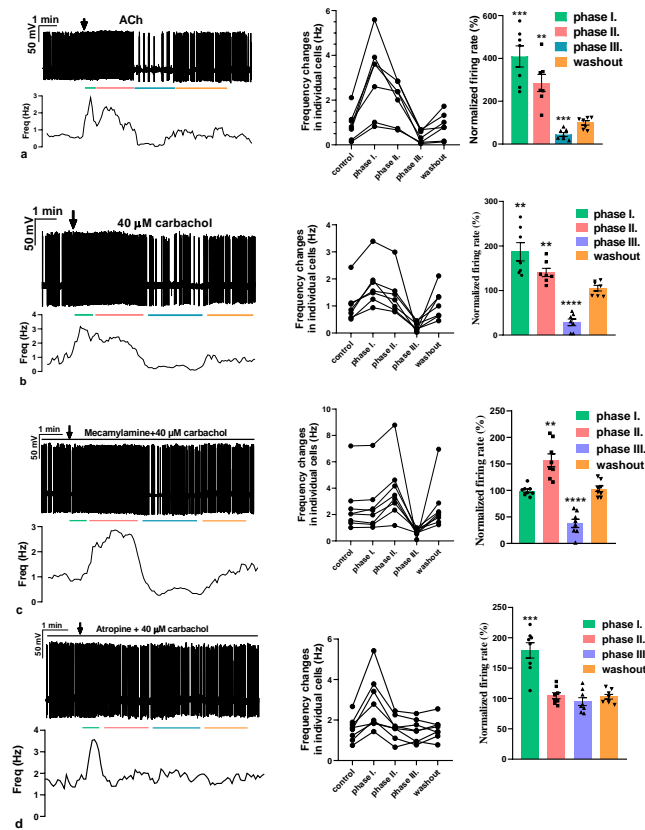 1 min
50 mV
ACh
3
2
1
0
Freq (Hz)
a
Frequency changes
in individual cells (Hz)
6
5
4
3
2
1
0
control
phase I.
phase II.
phase III.
washout
Normalized firing rate (%)
600
400
200
0
***
**
***
phase I.
phase II.
phase III.
washout
1 min
50 mV
40 μM carbachol
4
3
2
1
0
Freq (Hz)
b
Frequency changes
in individual cells (Hz)
4
3
2
1
0
control
phase I.
phase II.
phase III.
washout
Normalized firing rate (%)
300
200
100
0
**
**
****
phase I.
phase II.
phase III.
washout
1 min
50 mV
Mecamylamine+40 μM carbachol
3
2
1
0
Freq (Hz)
c
Frequency changes
in individual cells (Hz)
10
8
6
4
2
0
control
phase I.
phase II.
phase III.
washout
Normalized firing rate (%)
250
200
150
100
50
0
**
****
phase I.
phase II.
phase III.
washout
1 min
50 mV
Atropine + 40 μM carbachol
4
3
2
1
0
Freq (Hz)
d
Frequency changes
in individual cells (Hz)
6
4
2
0
control
phase I.
phase II.
phase III.
washout
Normalized firing rate (%)
250
200
150
100
50
0
***
phase I.
phase II.
phase III.
washout